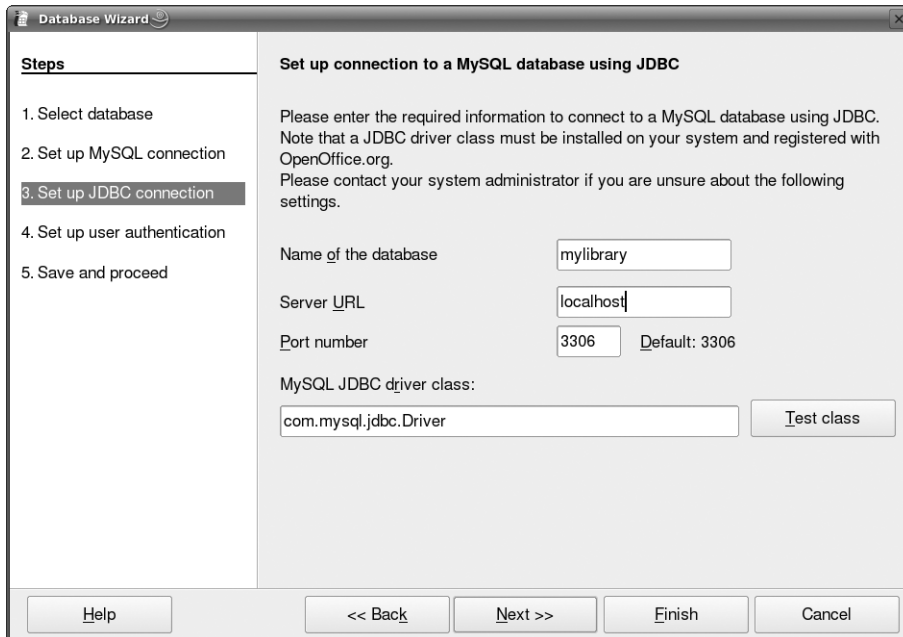 Database Wizard
Steps
1. Select database
2. Set up MySQL connection
3. Set up JDBC connection
4. Set up user authentication
5. Save and proceed
Set up connection to a MySQL database using JDBC
Please enter the required information to connect to a MySQL database using JDBC.
Note that a JDBC driver class must be installed on your system and registered with
OpenOffice.org.
Please contact your system administrator if you are unsure about the following
settings.
Name of the database
mylibrary
Server URL
localhost
Port number
3306
Default: 3306
MySQL JDBC driver class:
com.mysql.jdbc.Driver
Test class
Help
<< Back
Next >>
Finish
Cancel